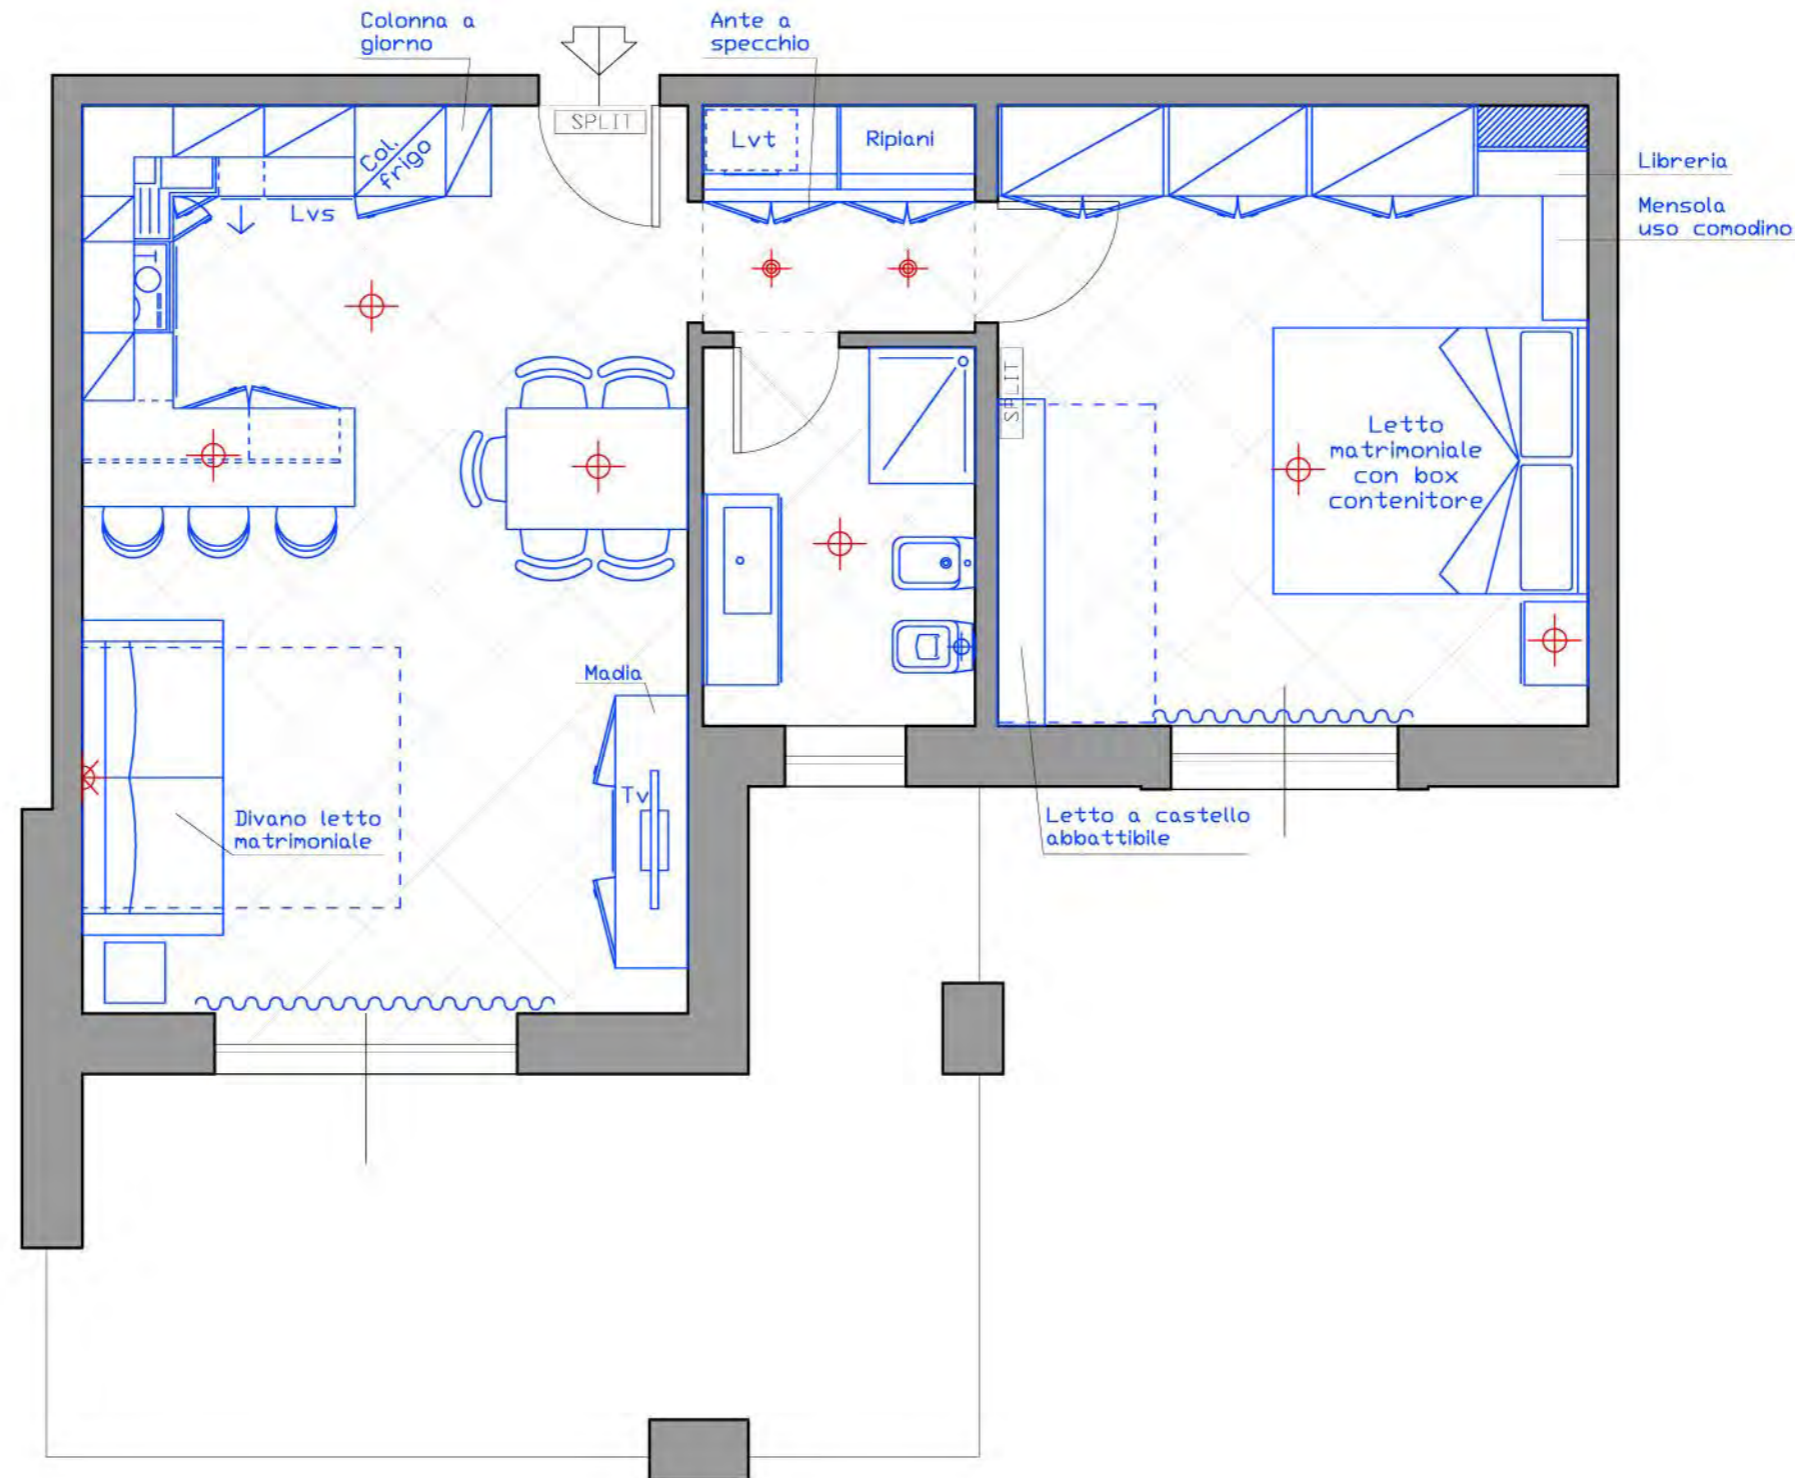 Colonna a
giorno
Ante a
specchio
SPLIT
Lvt
Ripiani
Col.
frigo
Lvs
Libreria
Mensola
uso comodino
SPLIT
Letto
matrimoniale
con box
contenitore
Madia
Tv
Divano letto
matrimoniale
Letto a castello
abbattibile